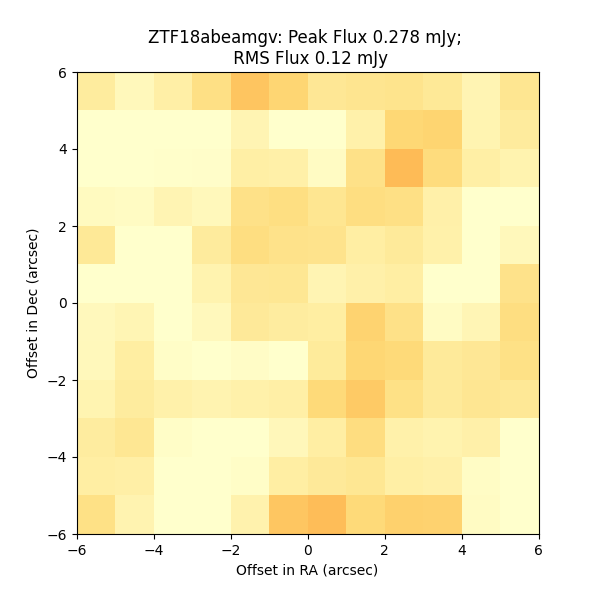 ZTF18abeamgv: Peak Flux 0.278 mJy;
RMS Flux 0.12 mJy
6
4
2
0
−2
−4
−6
Offset in Dec (arcsec)
−6 −4 −2 0 2 4 6
Offset in RA (arcsec)